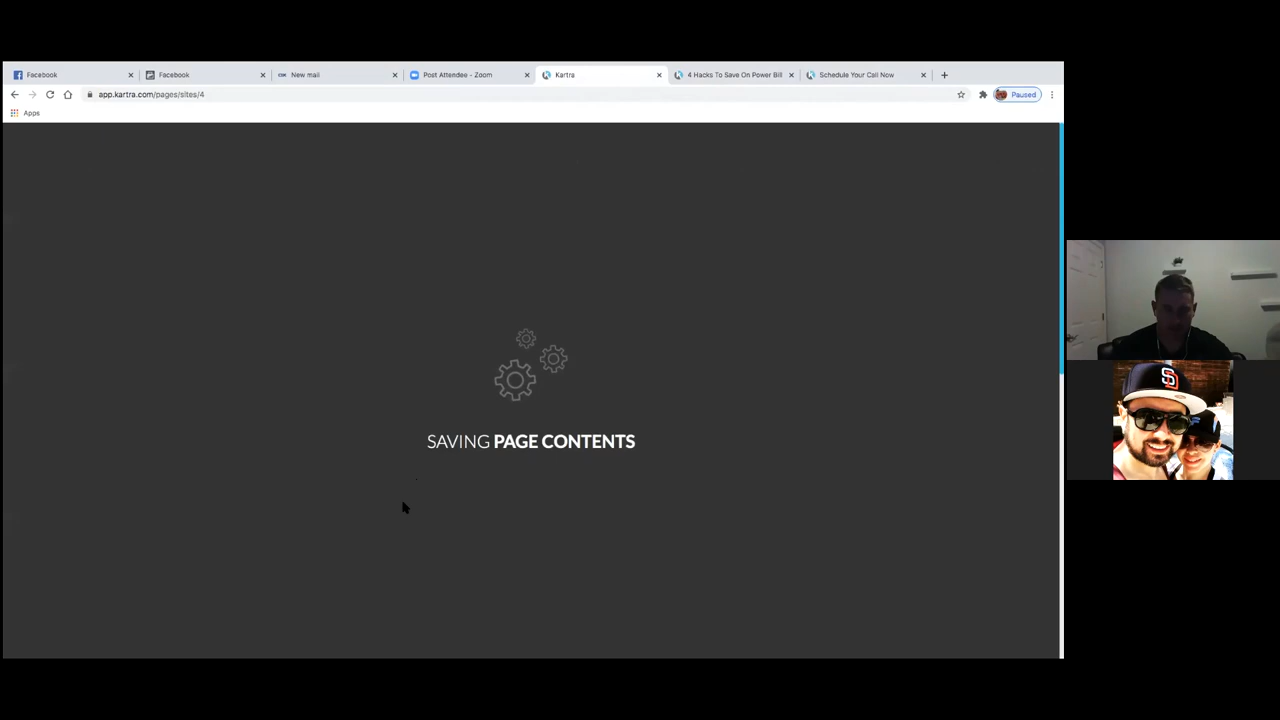 Facebook
Facebook
New mail
Post Attendee - Zoom
Kartra
4 Hacks To Save On Power Bill
Schedule Your Call Now
app.kartra.com/pages/sites/4
Paused
Apps
SAVING PAGE CONTENTS